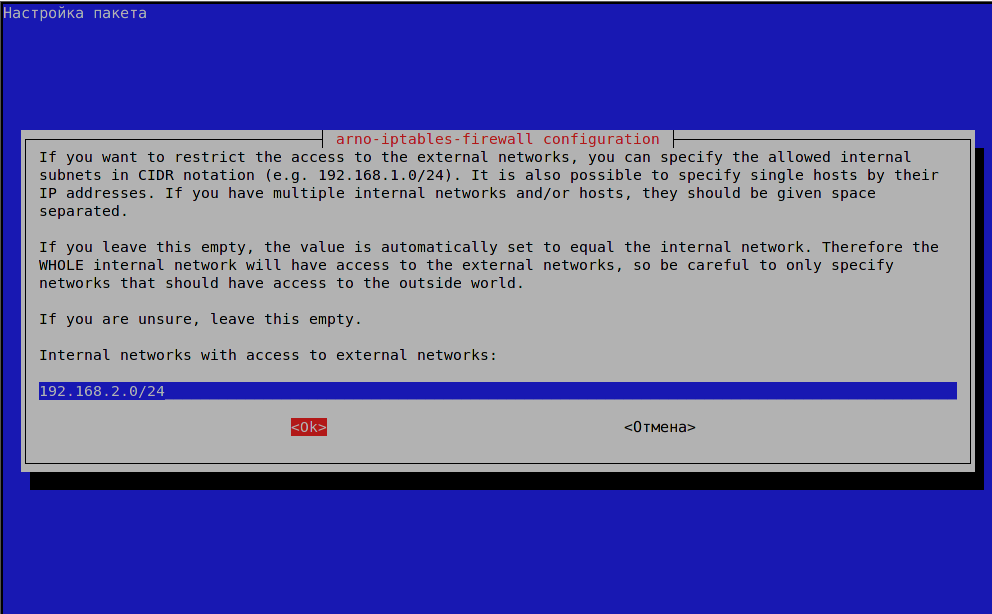 Настройка пакета
arno-iptables-firewall configuration
If you want to restrict the access to the external networks, you can specify the allowed internal
subnets in CIDR notation (e.g. 192.168.1.0/24). It is also possible to specify single hosts by their
IP addresses. If you have multiple internal networks and/or hosts, they should be given space
separated.
If you leave this empty, the value is automatically set to equal the internal network. Therefore the
WHOLE internal network will have access to the external networks, so be careful to only specify
networks that should have access to the outside world.
If you are unsure, leave this empty.
Internal networks with access to external networks:
192.168.2.0/24
<Ok> <Отмена>